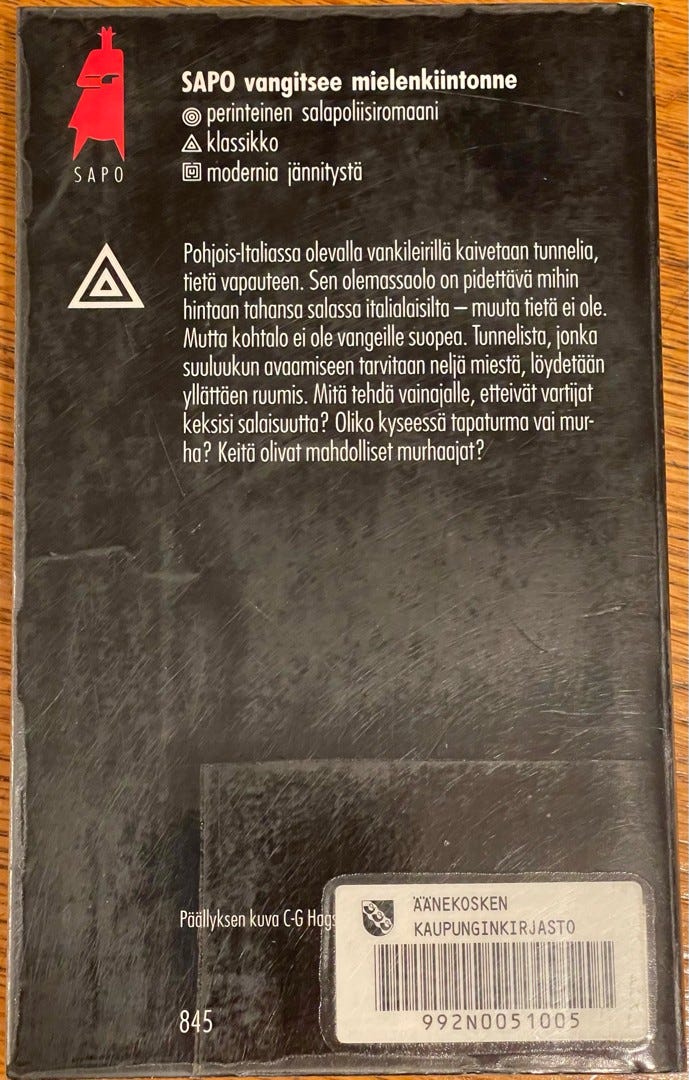 SAPO vangitsee mielenkiintonne
perinteinen salapoliisiromaani
klassikko
modernia jännitystä
SAPO
Pohjois-Italiassa olevalla vankileirillä kaivetaan tunnelia,
tietä vapauteen. Sen olemassaolo on pidettävä mihin
hintaan tahansa salassa italialaisilta – muuta tietä ei ole.
Mutta kohtalo ei ole vangeille suopea. Tunnelista, jonka
suuluukun avaamiseen tarvitaan neljä miestä, löydetään
yllättäen ruumis. Mitä tehdä vainajalle, etteivät vartijat
keksisi salaisuutta? Oliko kyseessä tapaturma vai mur-
ha? Keitä olivat mahdolliset murhaajat?
Päällyksen kuva C-G Hags
ÄÄNEKOSKEN
KAUPUNGINKIRJASTO
992N0051005
845